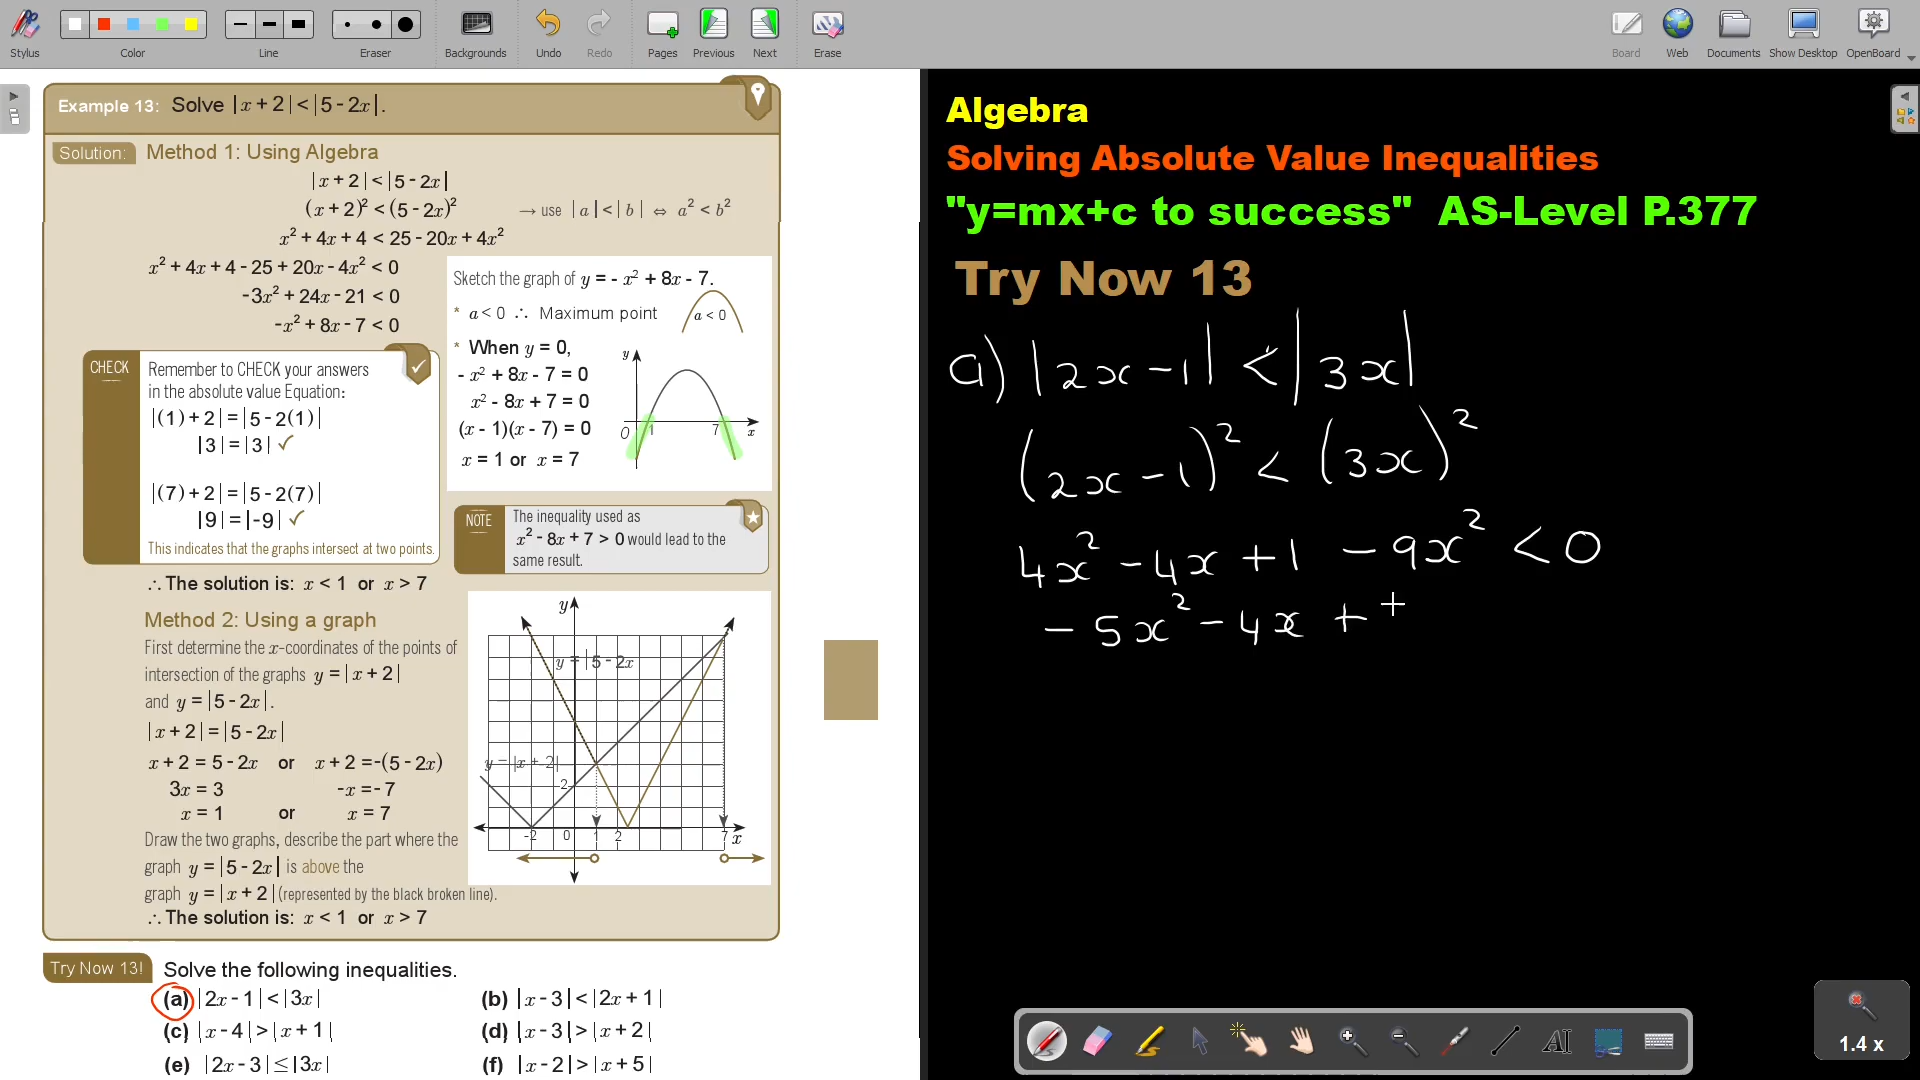 Stylus Color Line Eraser Backgrounds Undo Redo Pages Previous Next Erase Board Web Documents Show Desktop OpenBoard
Example 13: Solve |x + 2| < |5 - 2x|.
Solution: Method 1: Using Algebra
|x + 2| < |5 - 2x|
(x + 2)² < (5 - 2x)² → use |a| < |b| ⇔ a² < b²
x² + 4x + 4 < 25 - 20x + 4x²
x² + 4x + 4 - 25 + 20x - 4x² < 0
-3x² + 24x - 21 < 0
-x² + 8x - 7 < 0
CHECK
Remember to CHECK your answers
in the absolute value Equation:
|(1) + 2| = |5 - 2(1)|
|3| = |3| ✓
|(7) + 2| = |5 - 2(7)|
|9| = |-9| ✓
This indicates that the graphs intersect at two points.
∴ The solution is: x < 1 or x > 7
Sketch the graph of y = - x² + 8x - 7.
* a < 0 ∴ Maximum point
a < 0
* When y = 0,
- x² + 8x - 7 = 0
x² - 8x + 7 = 0
(x - 1)(x - 7) = 0
x = 1 or x = 7
y
O 1 7 x
NOTE
The inequality used as
x² - 8x + 7 > 0 would lead to the
same result.
Method 2: Using a graph
First determine the x-coordinates of the points of
intersection of the graphs y = |x + 2|
and y = |5 - 2x|.
|x + 2| = |5 - 2x|
x + 2 = 5 - 2x or x + 2 = -(5 - 2x)
3x = 3 -x = - 7
x = 1 or x = 7
Draw the two graphs, describe the part where the
graph y = |5 - 2x| is above the
graph y = |x + 2| (represented by the black broken line).
∴ The solution is: x < 1 or x > 7
y
y = |5 - 2x
y = |x + 2|
2
-2 0 1 2 7 x
Try Now 13! Solve the following inequalities.
(a) |2x - 1| < |3x| (b) |x - 3| < |2x + 1|
(c) |x - 4| > |x + 1| (d) |x - 3| > |x + 2|
(e) |2x - 3| ≤ |3x| (f) |x - 2| > |x + 5|
Algebra
Solving Absolute Value Inequalities
"y=mx+c to success" AS-Level P.377
Try Now 13
a) |2x - 1| < |3x|
(2x - 1)² < (3x)²
4x² - 4x + 1 - 9x² < 0
- 5x² - 4x +
1.4 x